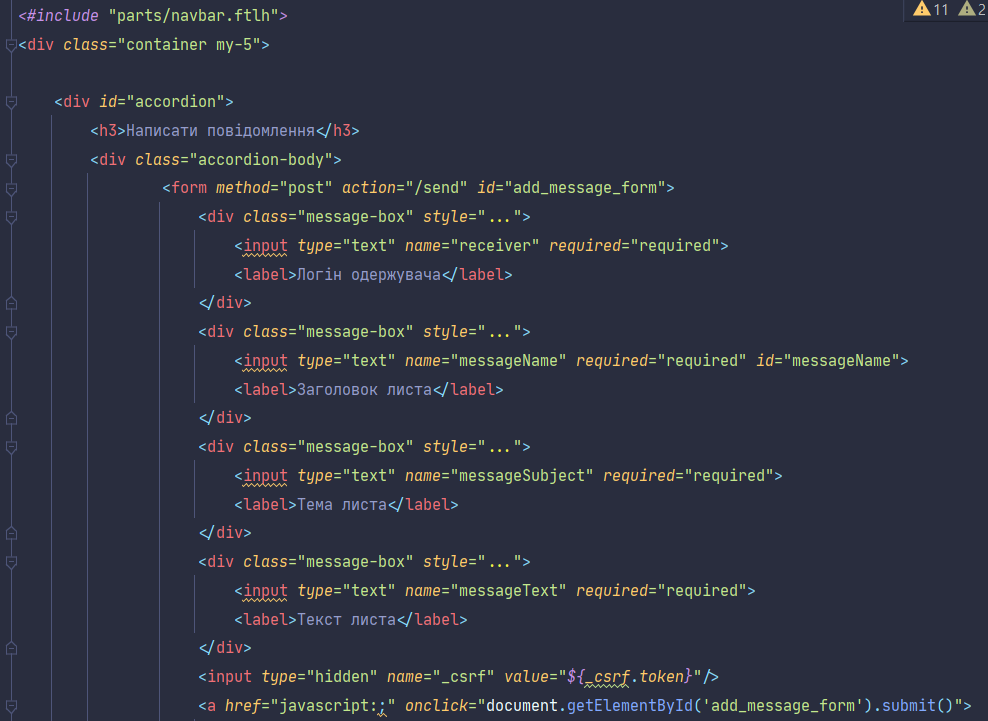 <#include "parts/navbar.ftlh">
11 2
<div class="container my-5">
<div id="accordion">
<h3>Написати повідомлення</h3>
<div class="accordion-body">
<form method="post" action="/send" id="add_message_form">
<div class="message-box" style="...">
<input type="text" name="receiver" required="required">
<label>Логін одержувача</label>
</div>
<div class="message-box" style="...">
<input type="text" name="messageName" required="required" id="messageName">
<label>Заголовок листа</label>
</div>
<div class="message-box" style="...">
<input type="text" name="messageSubject" required="required">
<label>Тема листа</label>
</div>
<div class="message-box" style="...">
<input type="text" name="messageText" required="required">
<label>Текст листа</label>
</div>
<input type="hidden" name="_csrf" value="${_csrf.token}"/>
<a href="javascript:;" onclick="document.getElementById('add_message_form').submit()">